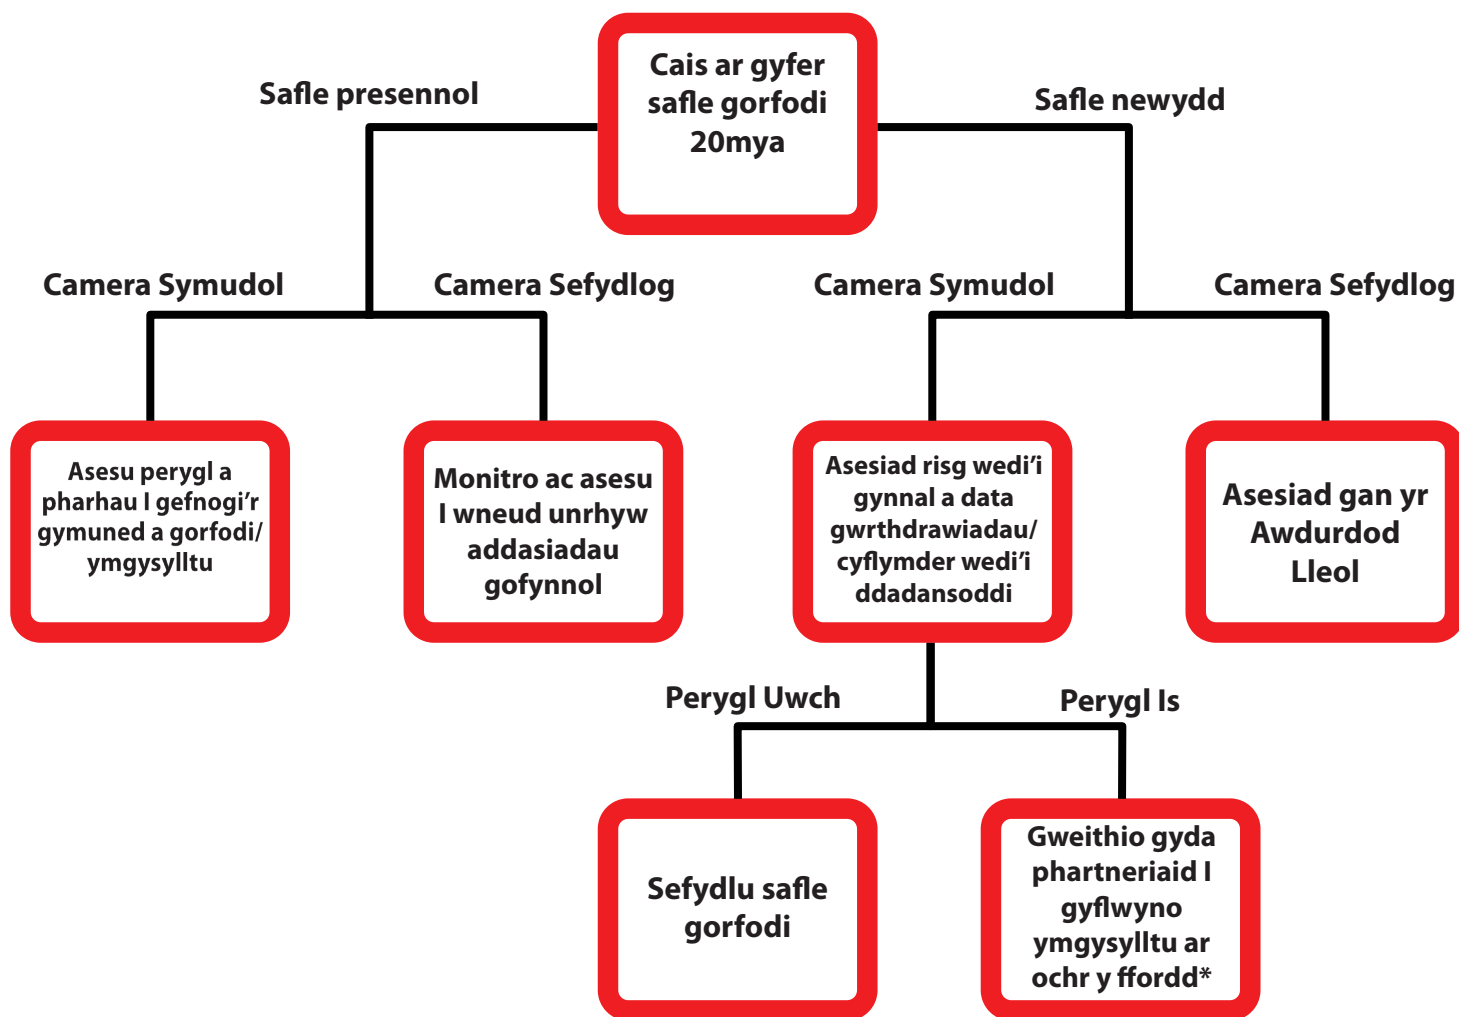 Cais ar gyfer
safle gorfodi
20mya
Safle presennol
Safle newydd
Camera Symudol
Camera Sefydlog
Camera Symudol
Camera Sefydlog
Asesu perygl a
pharhau I gefnogi'r
gymuned a gorfodi/
ymgysylltu
Monitro ac asesu
I wneud unrhyw
addasiadau
gofynnol
Asesiad risg wedi'i
gynnal a data
gwrthdrawiadau/
cyflymder wedi'i
ddadansoddi
Asesiad gan yr
Awdurdod
Lleol
Perygl Uwch
Perygl Is
Sefydlu safle
gorfodi
Gweithio gyda
phartneriaid I
gyflwyno
ymgysylltu ar
ochr y ffordd*